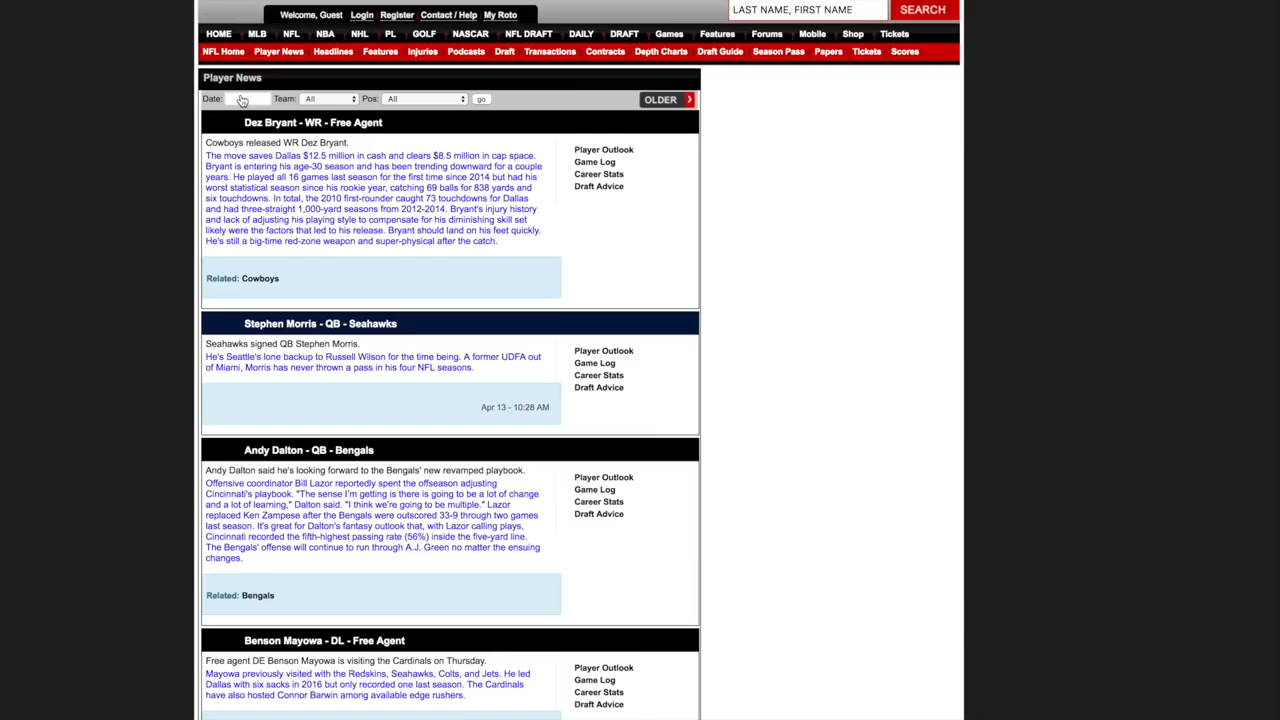 Welcome, Guest Login Register Contact / Help My Roto
LAST NAME, FIRST NAME SEARCH
HOME MLB NFL NBA NHL PL GOLF NASCAR NFL DRAFT DAILY DRAFT Games Features Forums Mobile Shop Tickets
NFL Home Player News Headlines Features Injuries Podcasts Draft Transactions Contracts Depth Charts Draft Guide Season Pass Papers Tickets Scores
Player News
Date: Team: All Pos: All go OLDER
Dez Bryant - WR - Free Agent
Cowboys released WR Dez Bryant.
The move saves Dallas $12.5 million in cash and clears $8.5 million in cap space.
Bryant is entering his age-30 season and has been trending downward for a couple
years. He played all 16 games last season for the first time since 2014 but had his
worst statistical season since his rookie year, catching 69 balls for 838 yards and
six touchdowns. In total, the 2010 first-rounder caught 73 touchdowns for Dallas
and had three-straight 1,000-yard seasons from 2012-2014. Bryant's injury history
and lack of adjusting his playing style to compensate for his diminishing skill set
likely were the factors that led to his release. Bryant should land on his feet quickly.
He's still a big-time red-zone weapon and super-physical after the catch.
Player Outlook
Game Log
Career Stats
Draft Advice
Related: Cowboys
Stephen Morris - QB - Seahawks
Seahawks signed QB Stephen Morris.
He's Seattle's lone backup to Russell Wilson for the time being. A former UDFA out
of Miami, Morris has never thrown a pass in his four NFL seasons.
Player Outlook
Game Log
Career Stats
Draft Advice
Apr 13 - 10:28 AM
Andy Dalton - QB - Bengals
Andy Dalton said he's looking forward to the Bengals' new revamped playbook.
Offensive coordinator Bill Lazor reportedly spent the offseason adjusting
Cincinnati's playbook. "The sense I'm getting is there is going to be a lot of change
and a lot of learning," Dalton said. "I think we're going to be multiple." Lazor
replaced Ken Zampese after the Bengals were outscored 33-9 through two games
last season. It's great for Dalton's fantasy outlook that, with Lazor calling plays,
Cincinnati recorded the fifth-highest passing rate (56%) inside the five-yard line.
The Bengals' offense will continue to run through A.J. Green no matter the ensuing
changes.
Player Outlook
Game Log
Career Stats
Draft Advice
Related: Bengals
Benson Mayowa - DL - Free Agent
Free agent DE Benson Mayowa is visiting the Cardinals on Thursday.
Mayowa previously visited with the Redskins, Seahawks, Colts, and Jets. He led
Dallas with six sacks in 2016 but only recorded one last season. The Cardinals
have also hosted Connor Barwin among available edge rushers.
Player Outlook
Game Log
Career Stats
Draft Advice